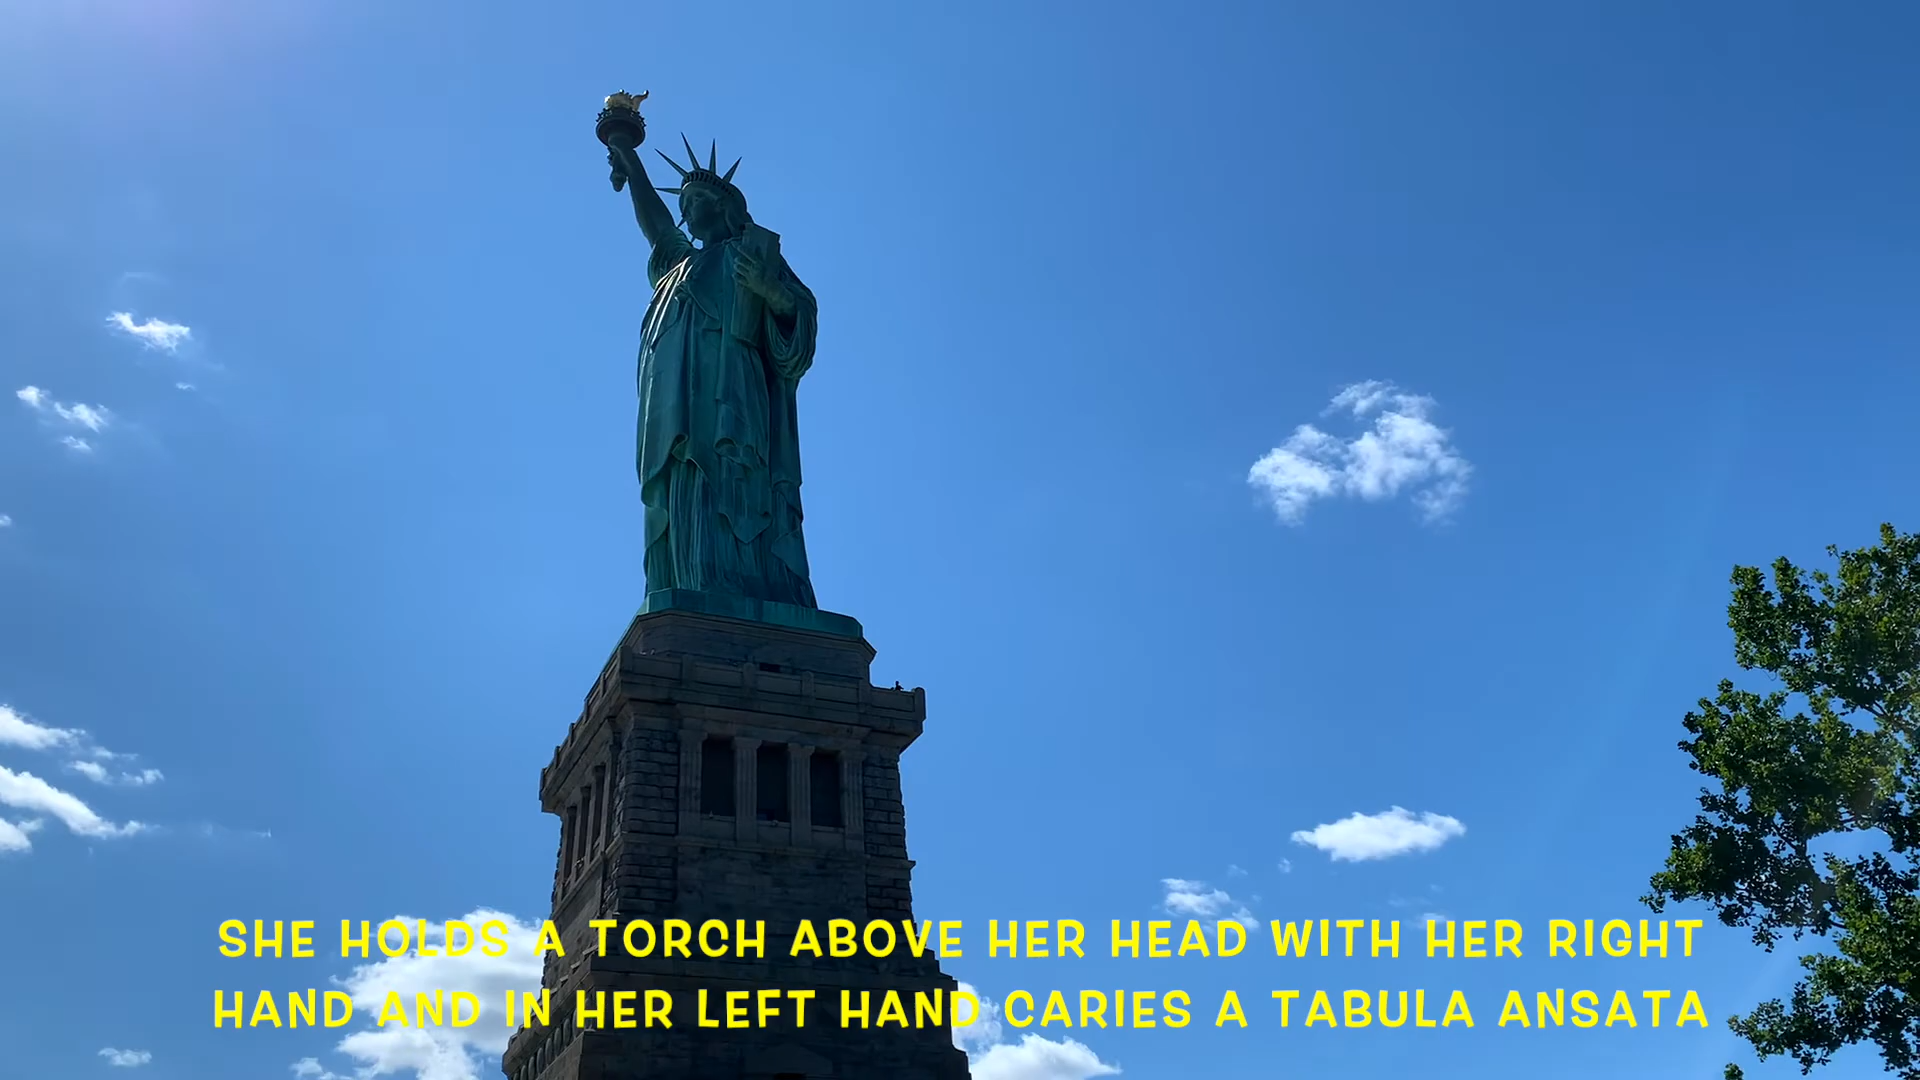 SHE HOLDS A TORCH ABOVE HER HEAD WITH HER RIGHT
HAND AND IN HER LEFT HAND CARIES A TABULA ANSATA